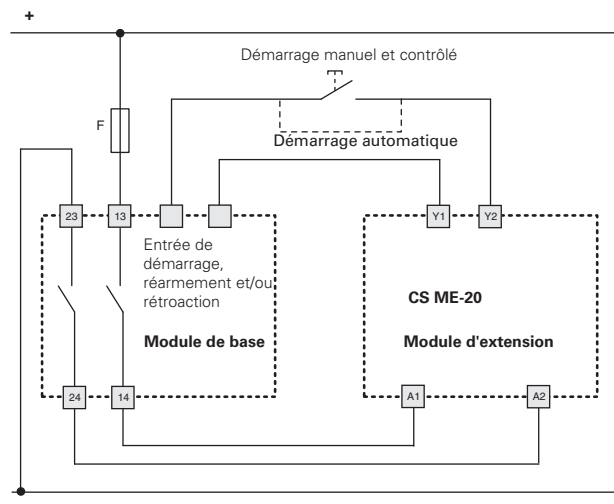 +
Démarrage manuel et contrôlé
F
Démarrage automatique
23
13
Y1
Y2
Entrée de
démarrage,
réarmement et/ou
rétroaction
CS ME-20
Module de base
Module d'extension
24
14
A1
A2